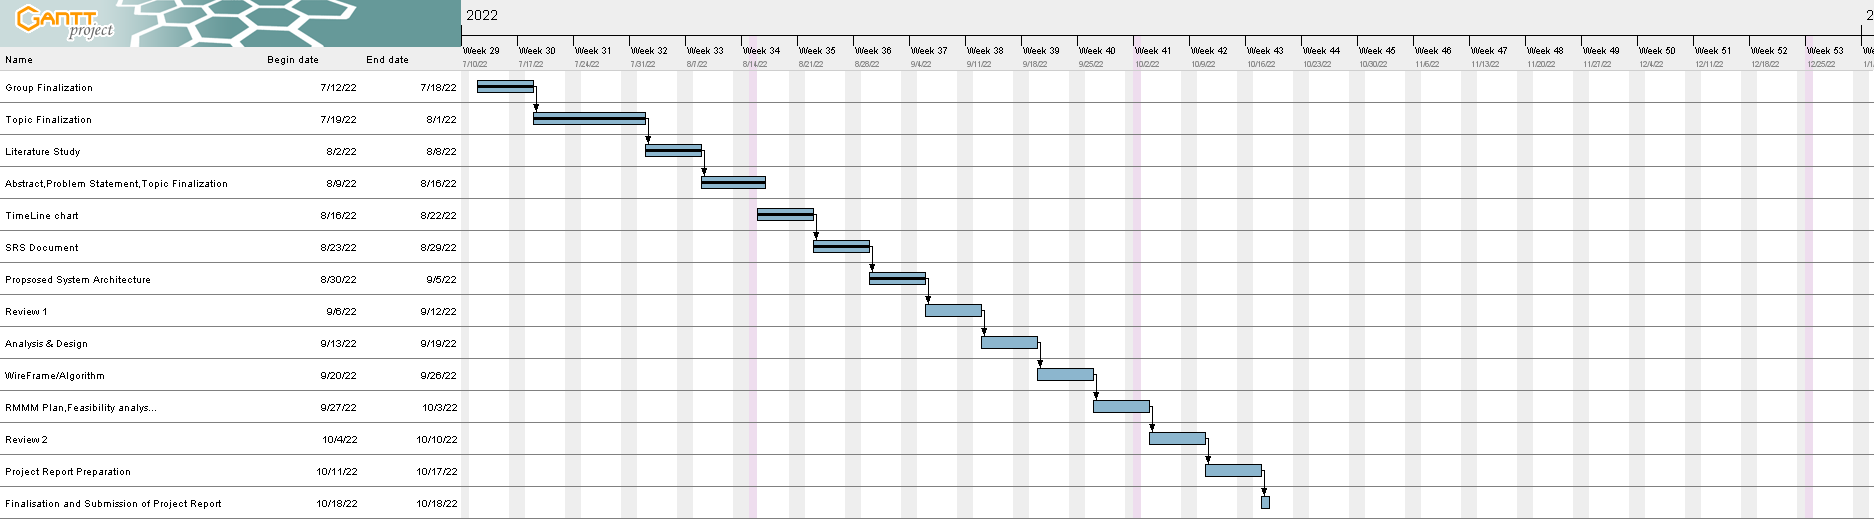 GANTT project
2022
2
Week 29 Week 30 Week 31 Week 32 Week 33 Week 34 Week 35 Week 36 Week 37 Week 38 Week 39 Week 40 Week 41 Week 42 Week 43 Week 44 Week 45 Week 46 Week 47 Week 48 Week 49 Week 50 Week 51 Week 52 Week 53 We
Name Begin date End date
7/10/22 7/17/22 7/24/22 7/31/22 8/7/22 8/14/22 8/21/22 8/28/22 9/4/22 9/11/22 9/18/22 9/25/22 10/2/22 10/9/22 10/16/22 10/23/22 10/30/22 11/6/22 11/13/22 11/20/22 11/27/22 12/4/22 12/11/22 12/18/22 12/25/22 1/1/
Group Finalization 7/12/22 7/18/22
Topic Finalization 7/19/22 8/1/22
Literature Study 8/2/22 8/8/22
Abstract,Problem Statement,Topic Finalization 8/9/22 8/16/22
TimeLine chart 8/16/22 8/22/22
SRS Document 8/23/22 8/29/22
Propsosed System Architecture 8/30/22 9/5/22
Review 1 9/6/22 9/12/22
Analysis & Design 9/13/22 9/19/22
WireFrame/Algorithm 9/20/22 9/26/22
RMMM Plan,Feasibility analys... 9/27/22 10/3/22
Review 2 10/4/22 10/10/22
Project Report Preparation 10/11/22 10/17/22
Finalisation and Submission of Project Report 10/18/22 10/18/22